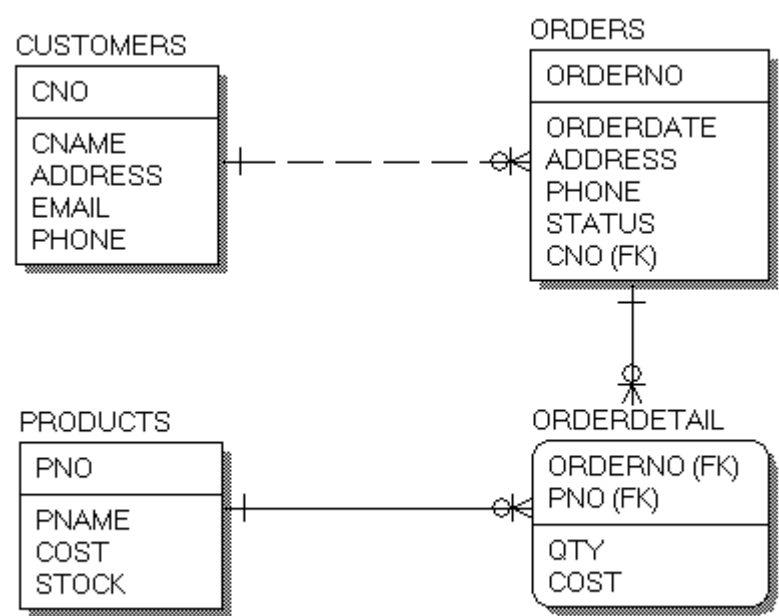 CUSTOMERS
CNO
CNAME
ADDRESS
EMAIL
PHONE
ORDERS
ORDERNO
ORDERDATE
ADDRESS
PHONE
STATUS
CNO (FK)
PRODUCTS
PNO
PNAME
COST
STOCK
ORDERDETAIL
ORDERNO (FK)
PNO (FK)
QTY
COST